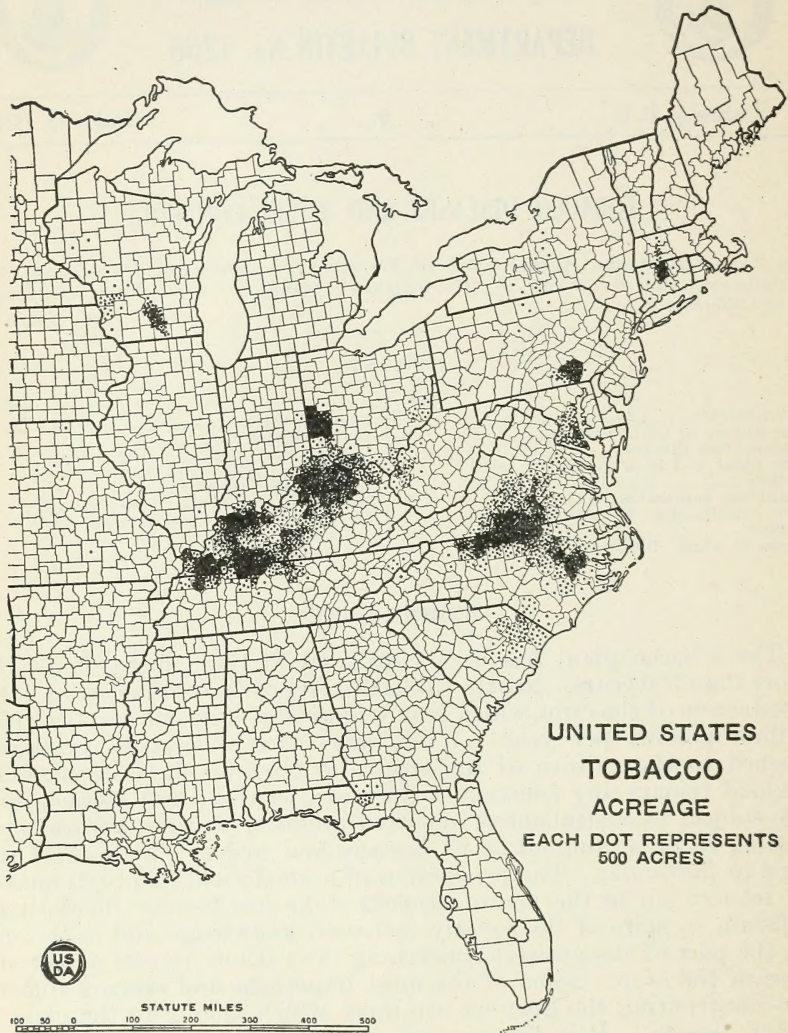 UNITED STATES
TOBACCO
ACREAGE
EACH DOT REPRESENTS
500 ACRES
US
DA
STATUTE MILES
100 50 0 100 200 300 400 500